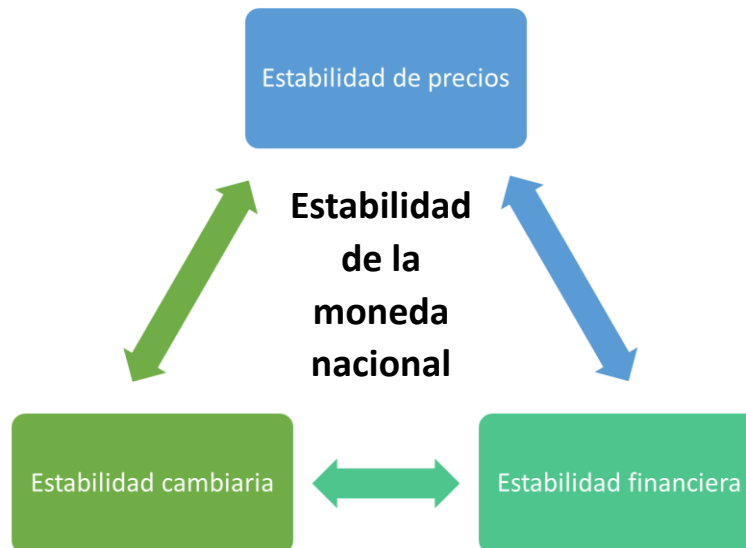 Estabilidad de precios
Estabilidad
de la
moneda
nacional
Estabilidad cambiaria
Estabilidad financiera